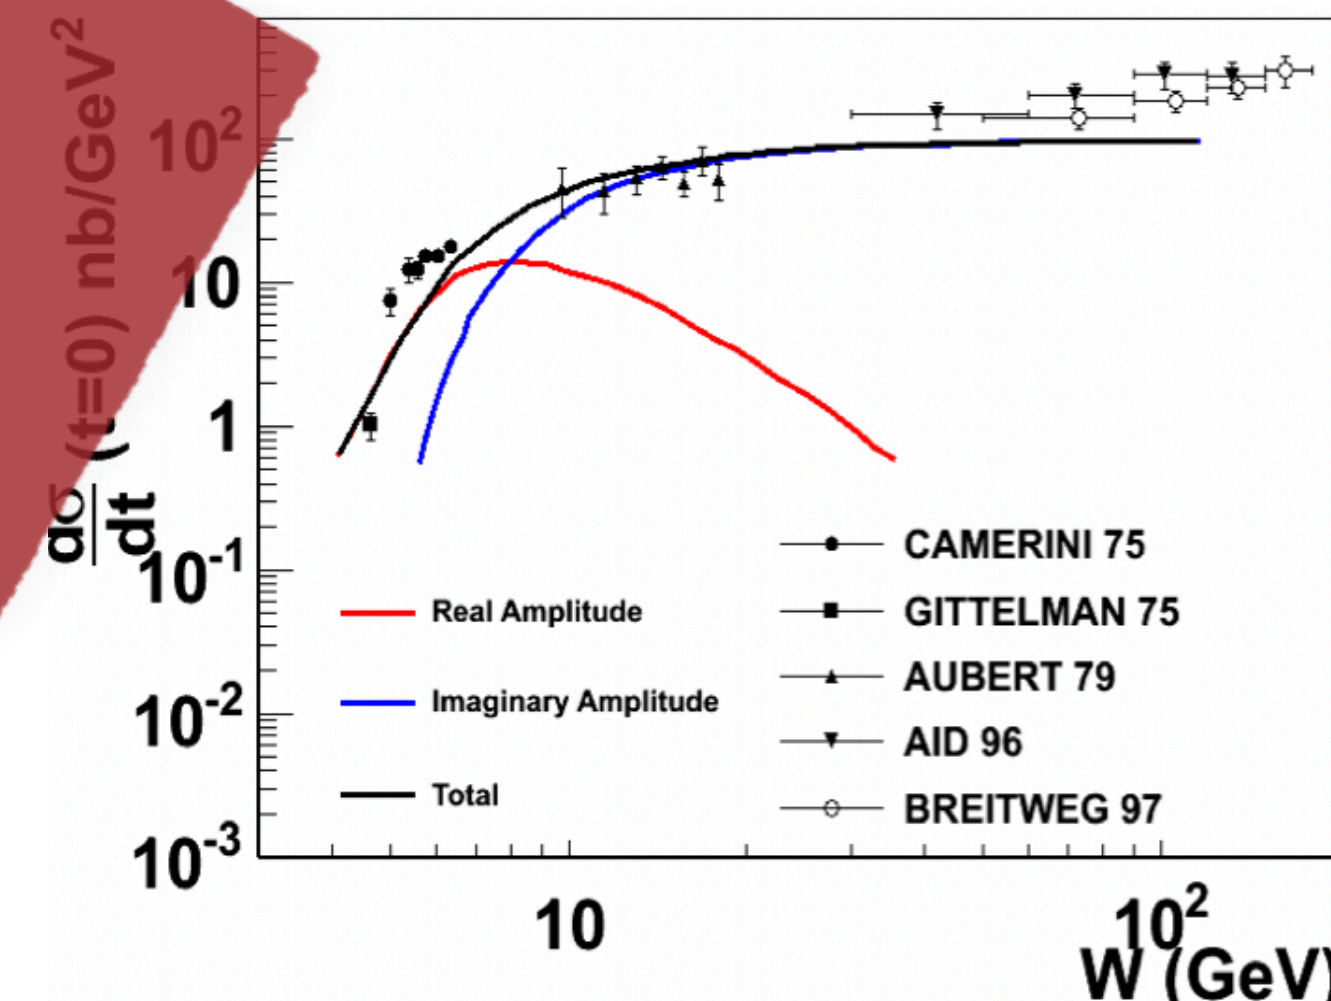 dσ/dt (t=0) nb/GeV²
10²
10
1
10⁻¹
10⁻²
10⁻³
Real Amplitude
Imaginary Amplitude
Total
CAMERINI 75
GITTELMAN 75
AUBERT 79
AID 96
BREITWEG 97
10
10²
W (GeV)